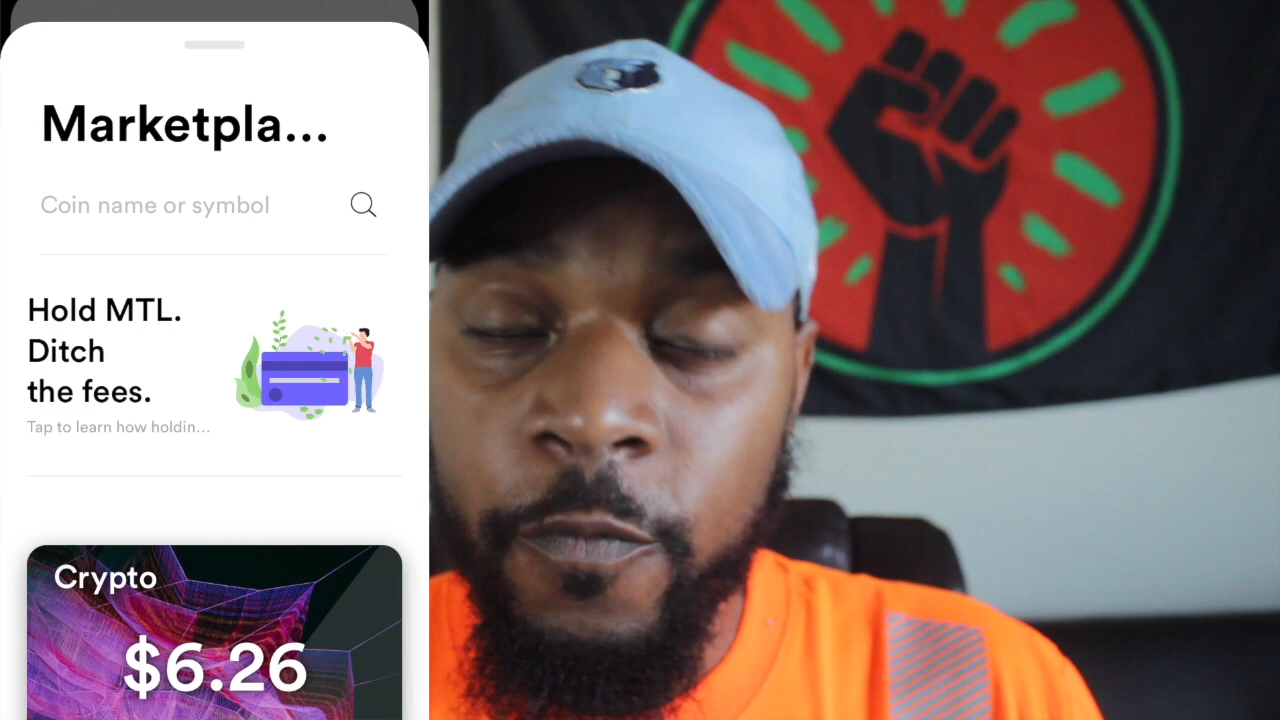 Marketpla...
Coin name or symbol
Hold MTL.
Ditch
the fees.
Tap to learn how holdin...
Crypto
$6.26